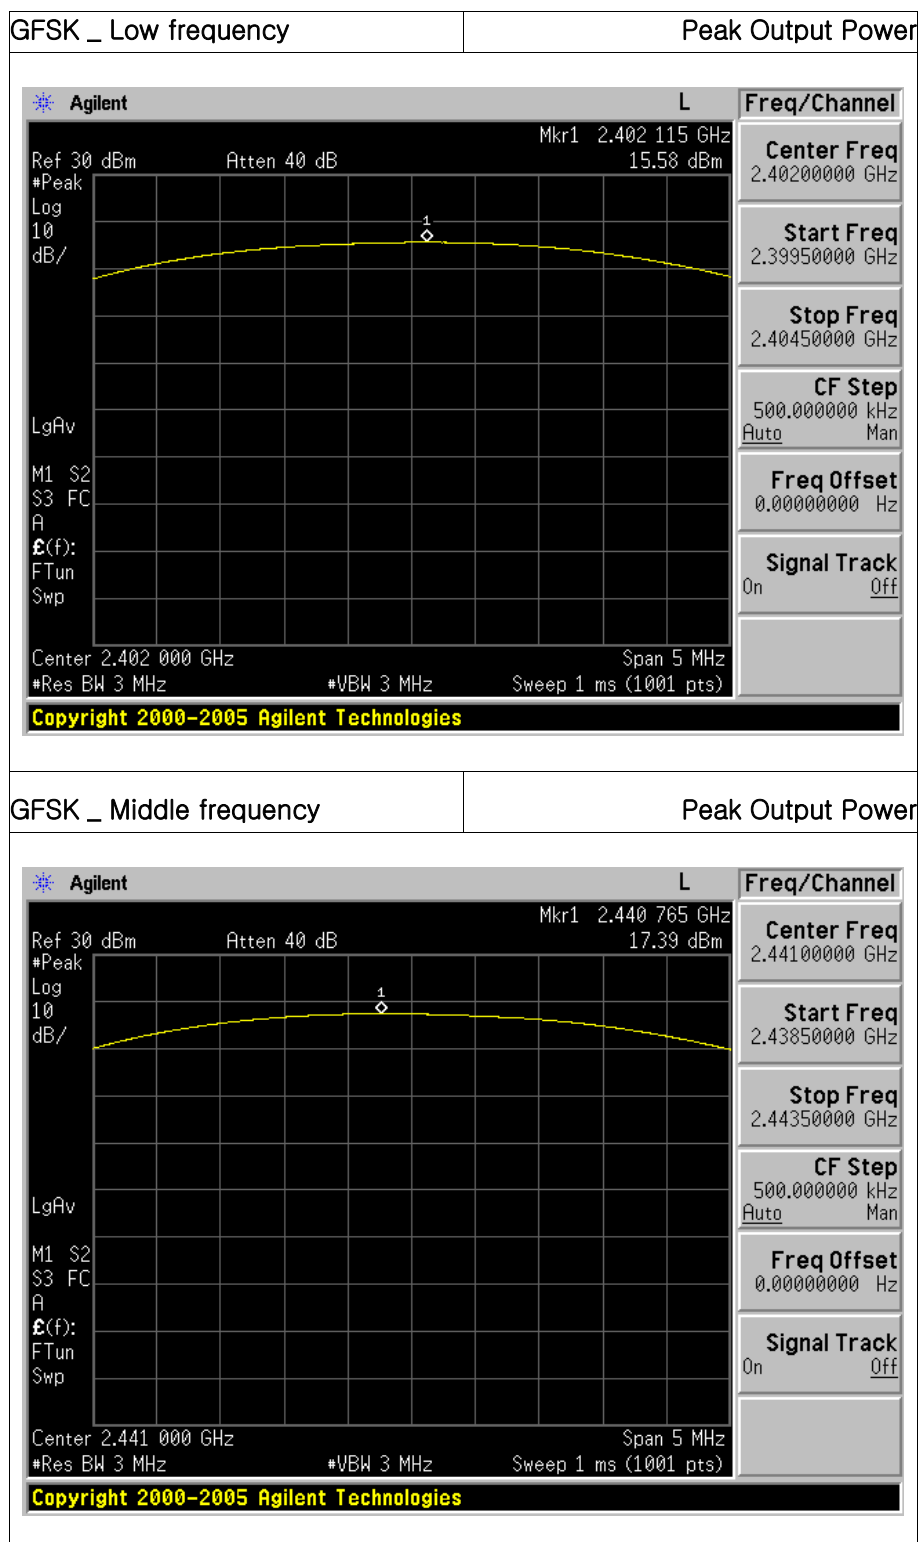 GFSK _ Low frequency Peak Output Power
Agilent L Freq/Channel
Mkr1 2.402 115 GHz
Ref 30 dBm Atten 40 dB 15.58 dBm
#Peak
Log
10
dB/
1
LgAv
M1 S2
S3 FC
A
£(f):
FTun
Swp
Center 2.402 000 GHz Span 5 MHz
#Res BW 3 MHz #VBW 3 MHz Sweep 1 ms (1001 pts)
Copyright 2000-2005 Agilent Technologies
Center Freq
2.40200000 GHz
Start Freq
2.39950000 GHz
Stop Freq
2.40450000 GHz
CF Step
500.000000 kHz
Auto Man
Freq Offset
0.00000000 Hz
Signal Track
On Off
GFSK _ Middle frequency Peak Output Power
Agilent L Freq/Channel
Mkr1 2.440 765 GHz
Ref 30 dBm Atten 40 dB 17.39 dBm
#Peak
Log
10
dB/
1
LgAv
M1 S2
S3 FC
A
£(f):
FTun
Swp
Center 2.441 000 GHz Span 5 MHz
#Res BW 3 MHz #VBW 3 MHz Sweep 1 ms (1001 pts)
Copyright 2000-2005 Agilent Technologies
Center Freq
2.44100000 GHz
Start Freq
2.43850000 GHz
Stop Freq
2.44350000 GHz
CF Step
500.000000 kHz
Auto Man
Freq Offset
0.00000000 Hz
Signal Track
On Off